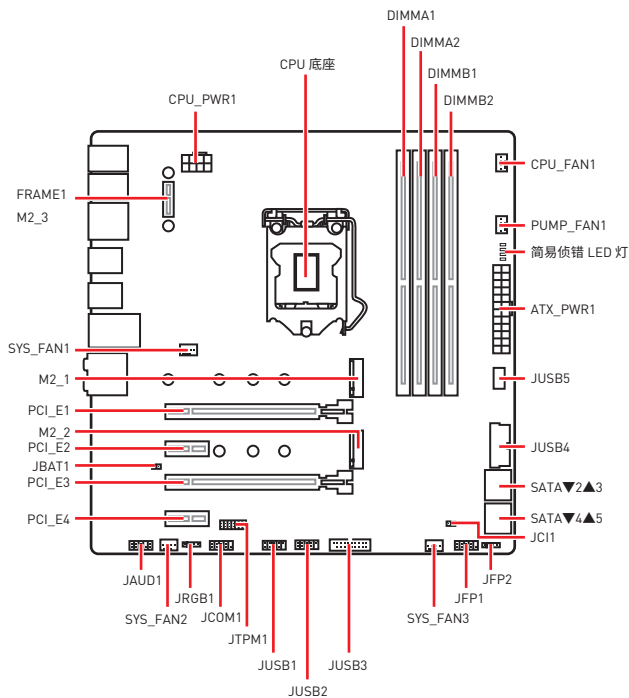 DIMMA1
DIMMA2
CPU 底座
DIMMB1
DIMMB2
CPU_PWR1
CPU_FAN1
FRAME1
M2_3
PUMP_FAN1
简易侦错 LED 灯
ATX_PWR1
SYS_FAN1
M2_1
JUSB5
PCI_E1
M2_2
PCI_E2
JUSB4
JBAT1
PCI_E3
SATA▼2▲3
PCI_E4
SATA▼4▲5
JCI1
JAUD1
JFP2
JRGB1
JFP1
SYS_FAN2
JCOM1
SYS_FAN3
JTPM1
JUSB1
JUSB3
JUSB2